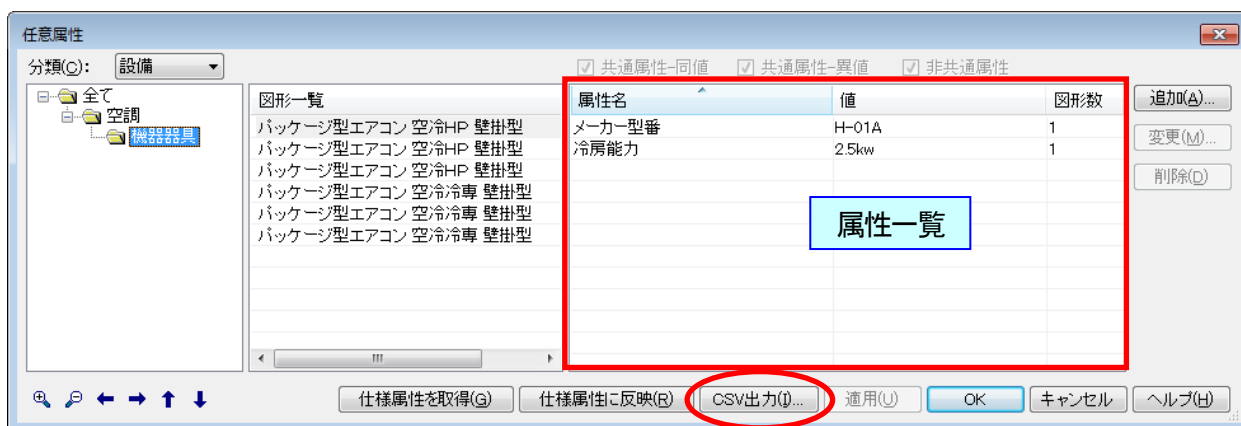 任意属性
分類(C): 設備 共通属性-同値 共通属性-異値 非共通属性
全て
空調
機器器具
図形一覧
パッケージ型エアコン 空冷HP 壁掛型
パッケージ型エアコン 空冷HP 壁掛型
パッケージ型エアコン 空冷HP 壁掛型
パッケージ型エアコン 空冷冷専 壁掛型
パッケージ型エアコン 空冷冷専 壁掛型
パッケージ型エアコン 空冷冷専 壁掛型
属性名 値 図形数
メーカー型番 H-01A 1
冷房能力 2.5kw 1
属性一覧
追加(A)...
変更(M)...
削除(D)
仕様属性を取得(G) 仕様属性に反映(R) CSV出力(I)... 適用(U) OK キャンセル ヘルプ(H)